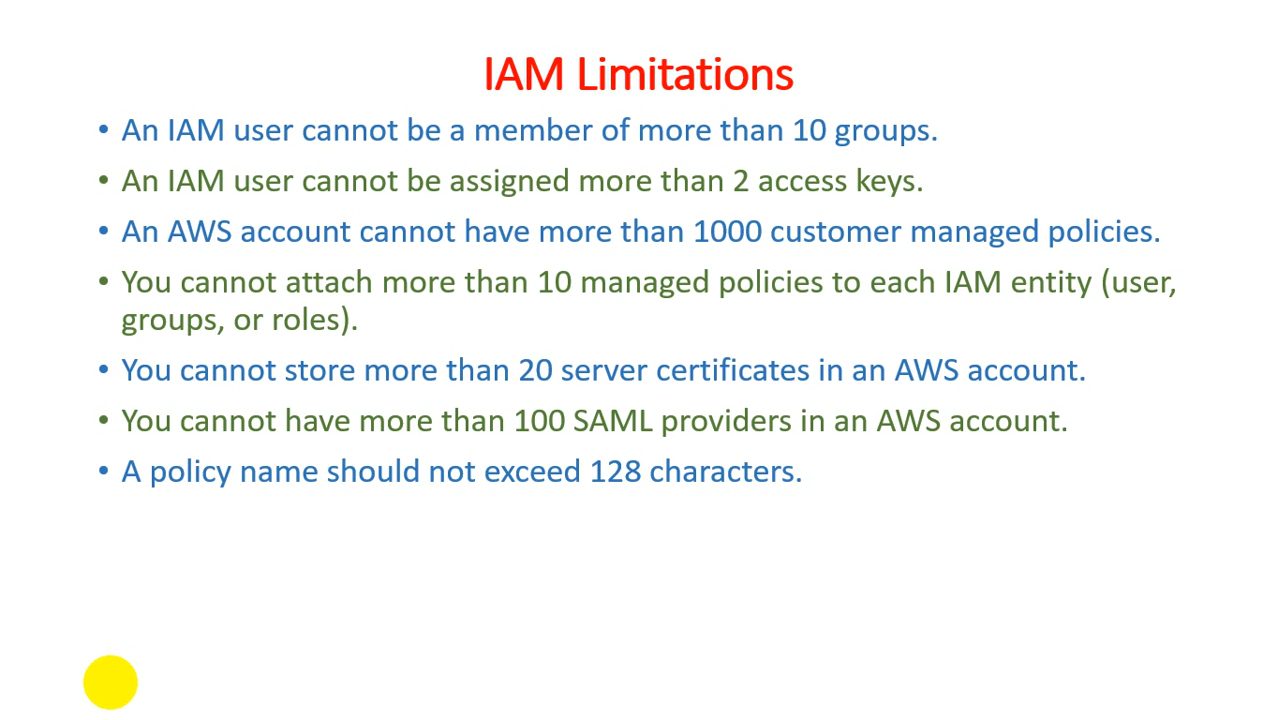 IAM Limitations
• An IAM user cannot be a member of more than 10 groups.
• An IAM user cannot be assigned more than 2 access keys.
• An AWS account cannot have more than 1000 customer managed policies.
• You cannot attach more than 10 managed policies to each IAM entity (user,
groups, or roles).
• You cannot store more than 20 server certificates in an AWS account.
• You cannot have more than 100 SAML providers in an AWS account.
• A policy name should not exceed 128 characters.